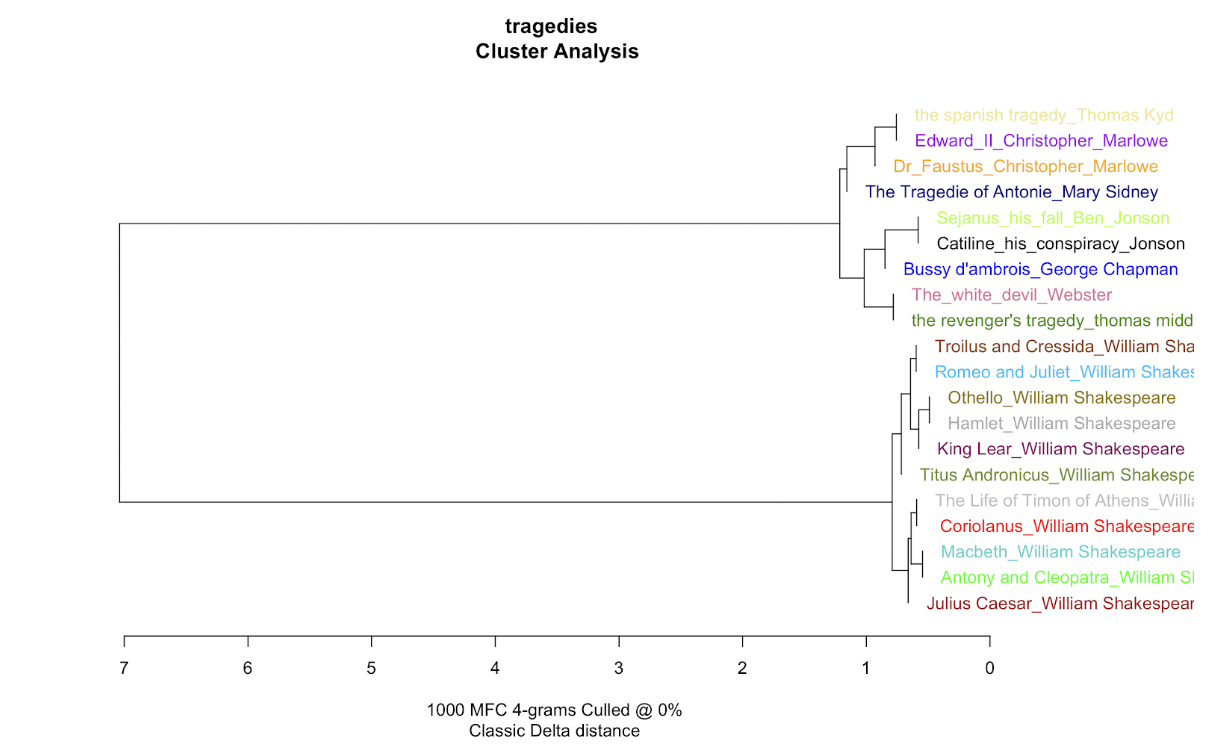 tragedies
Cluster Analysis
the spanish tragedy_Thomas Kyd
Edward_II_Christopher_Marlowe
Dr_Faustus_Christopher_Marlowe
The Tragedie of Antonie_Mary Sidney
Sejanus_his_fall_Ben_Jonson
Catiline_his_conspiracy_Jonson
Bussy d'ambrois_George Chapman
The_white_devil_Webster
the revenger's tragedy_thomas midd
Troilus and Cressida_William Sha
Romeo and Juliet_William Shakes
Othello_William Shakespeare
Hamlet_William Shakespeare
King Lear_William Shakespeare
Titus Andronicus_William Shakespe
The Life of Timon of Athens_Willia
Coriolanus_William Shakespeare
Macbeth_William Shakespeare
Antony and Cleopatra_William Sh
Julius Caesar_William Shakespear
7 6 5 4 3 2 1 0
1000 MFC 4-grams Culled @ 0%
Classic Delta distance